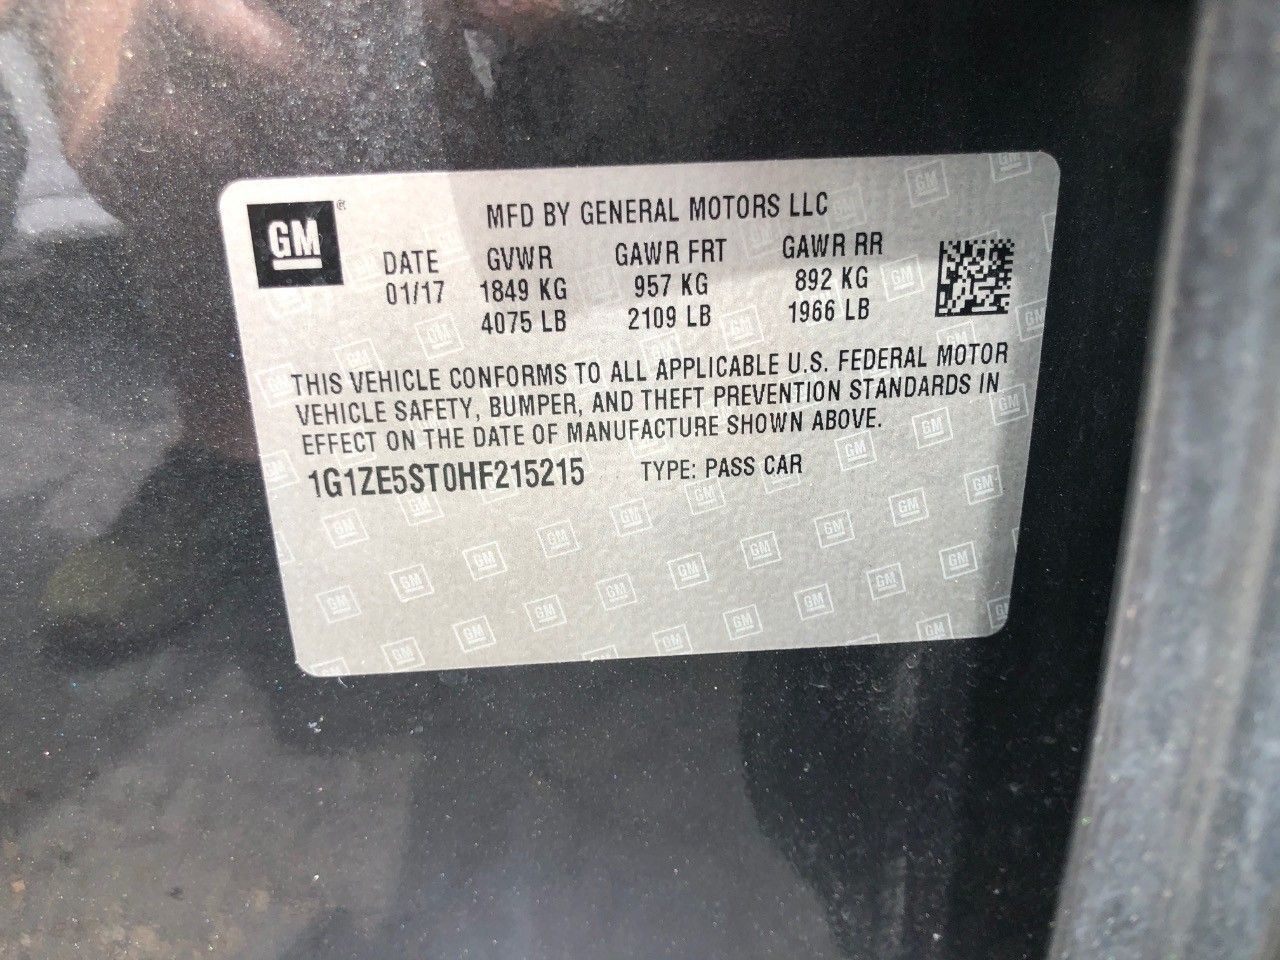 GM ®
MFD BY GENERAL MOTORS LLC
DATE GVWR GAWR FRT GAWR RR
01/17 1849 KG 957 KG 892 KG
4075 LB 2109 LB 1966 LB
THIS VEHICLE CONFORMS TO ALL APPLICABLE U.S. FEDERAL MOTOR
VEHICLE SAFETY, BUMPER, AND THEFT PREVENTION STANDARDS IN
EFFECT ON THE DATE OF MANUFACTURE SHOWN ABOVE.
1G1ZE5ST0HF215215 TYPE: PASS CAR